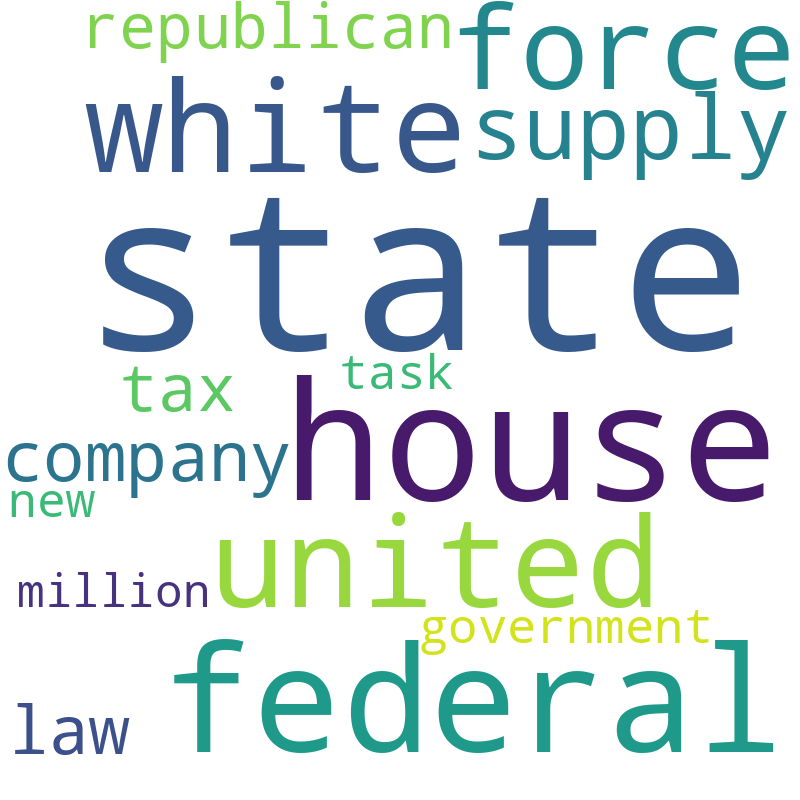 republican
force
white
supply
state
tax
task
house
company
new
united
million
government
federal
law